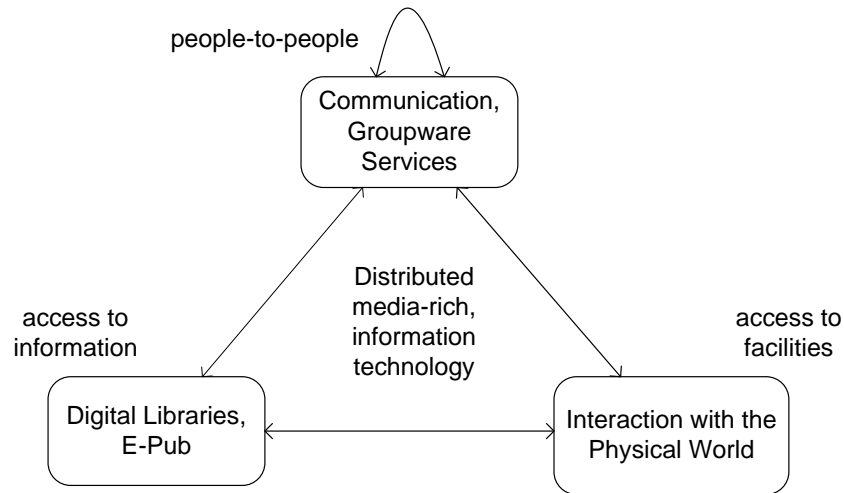 people-to-people
Communication,
Groupware
Services
Distributed
media-rich,
information
technology
access to
information
access to
facilities
Digital Libraries,
E-Pub
Interaction with the
Physical World